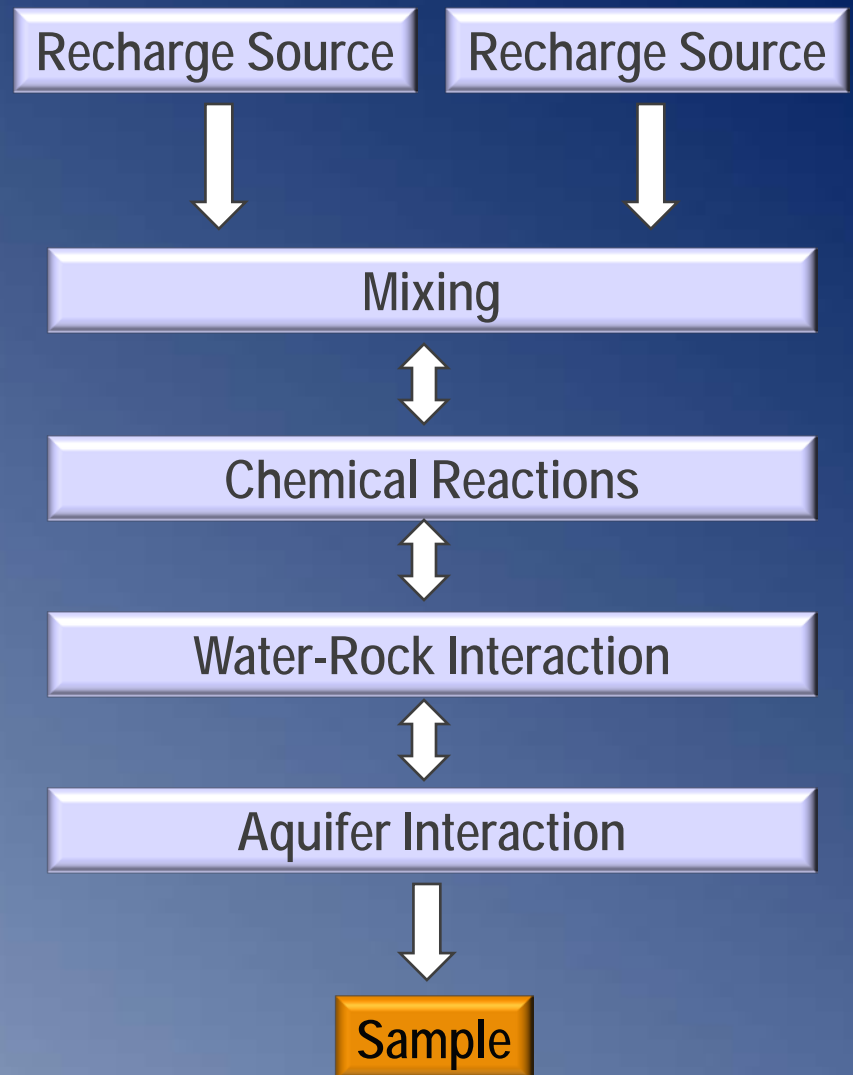 Recharge Source
Recharge Source
Mixing
Chemical Reactions
Water-Rock Interaction
Aquifer Interaction
Sample